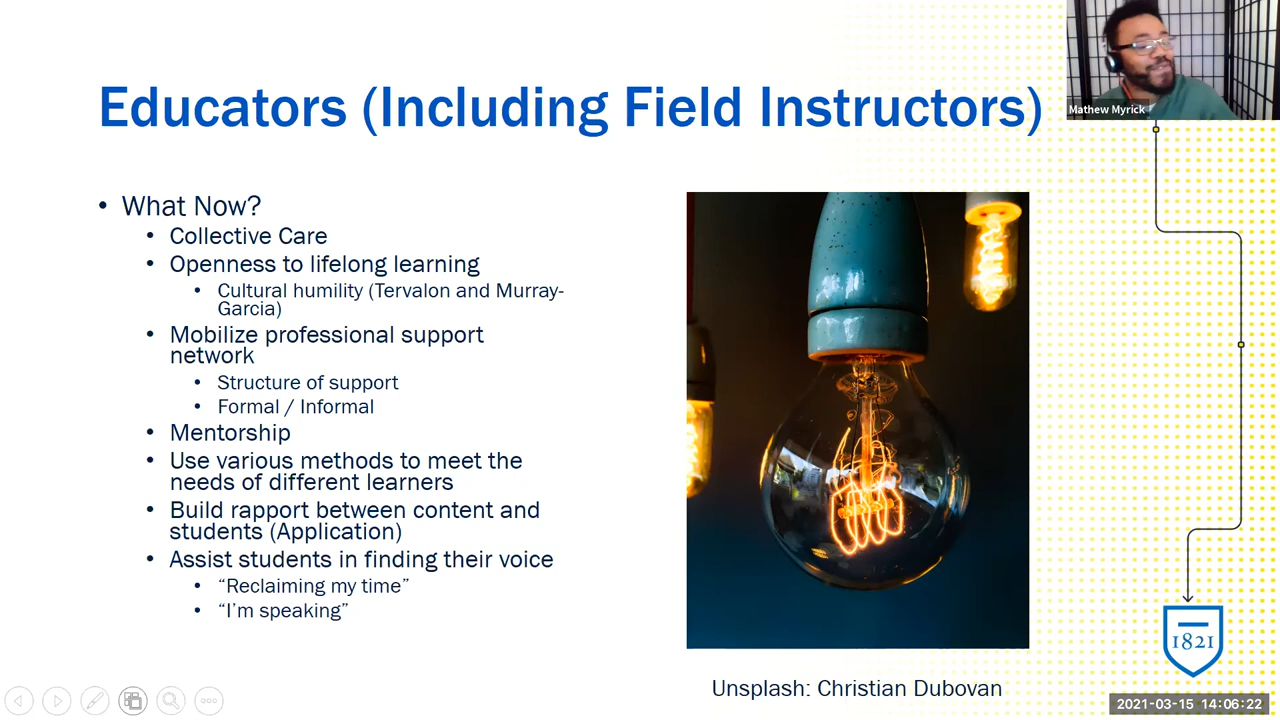 Educators (Including Field Instructors)
Mathew Myrick
• What Now?
• Collective Care
• Openness to lifelong learning
• Cultural humility (Tervalon and Murray-
Garcia)
• Mobilize professional support
network
• Structure of support
• Formal / Informal
• Mentorship
• Use various methods to meet the
needs of different learners
• Build rapport between content and
students (Application)
• Assist students in finding their voice
• “Reclaiming my time”
• “I’m speaking”
1821
Unsplash: Christian Dubovan
2021-03-15 14:06:22